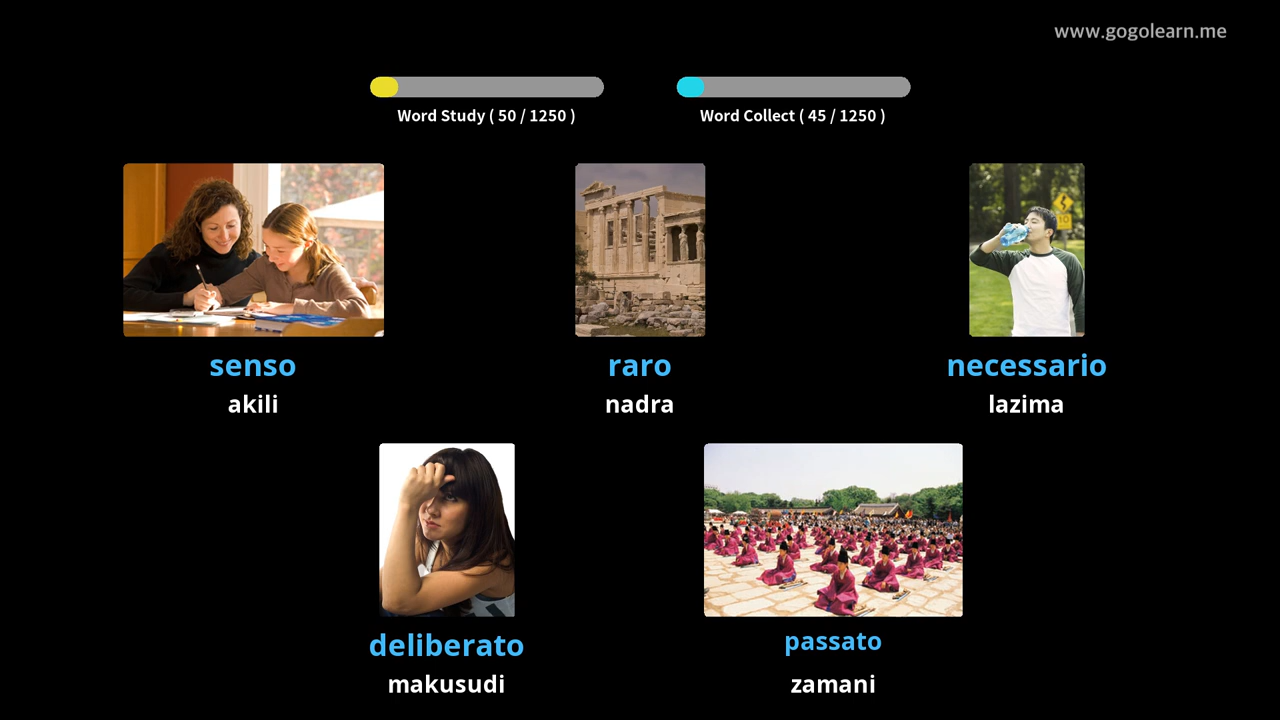 www.gogolearn.me
Word Study ( 50 / 1250 )
Word Collect ( 45 / 1250 )
senso
akili
raro
nadra
necessario
lazima
deliberato
makusudi
passato
zamani